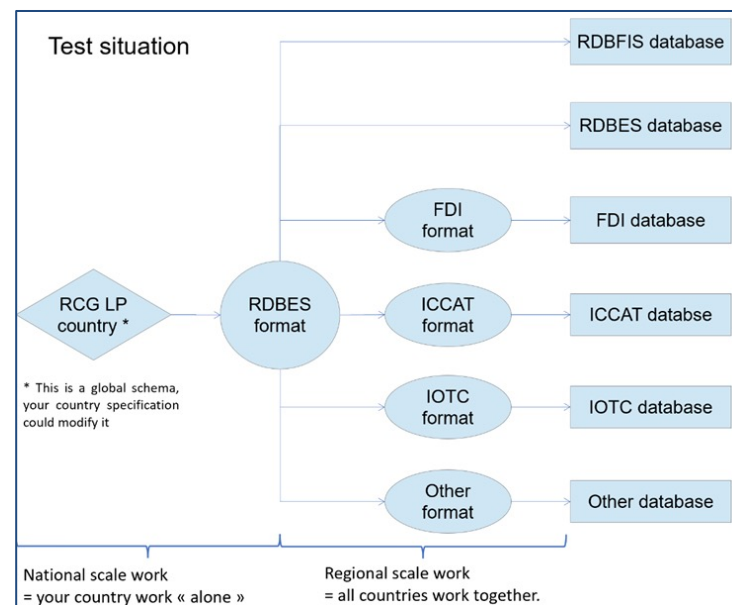 Test situation
RDBFIS database
RDBES database
FDI
format
FDI database
RCG LP
country *
RDBES
format
ICCAT
format
ICCAT databse
* This is a global schema,
your country specification
could modify it
IOTC
format
IOTC database
Other
format
Other database
National scale work
= your country work « alone »
Regional scale work
= all countries work together.